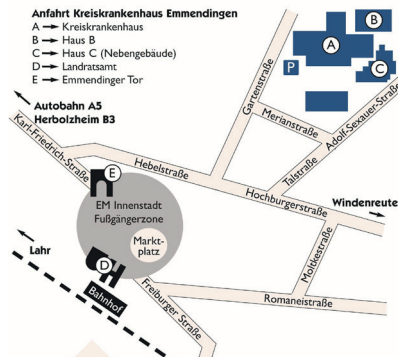 Anfahrt Kreiskrankenhaus Emmendingen
A → Kreiskrankenhaus
B → Haus B
C → Haus C (Nebengebäude)
D → Landratsamt
E → Emmendinger Tor
B
A
P
C
Gartenstraße
Merianstraße
Adolf-Sexauer-Straße
Talstraße
Autobahn A5
Herbolzheim B3
Karl-Friedrich-Straße
Hebelstraße
Hochburgerstraße
Windenreute
E
EM Innenstadt
Fußgängerzone
Markt-
platz
Lahr
D
Bahnhof
Freiburger Straße
Moltkestraße
Romaneistraße